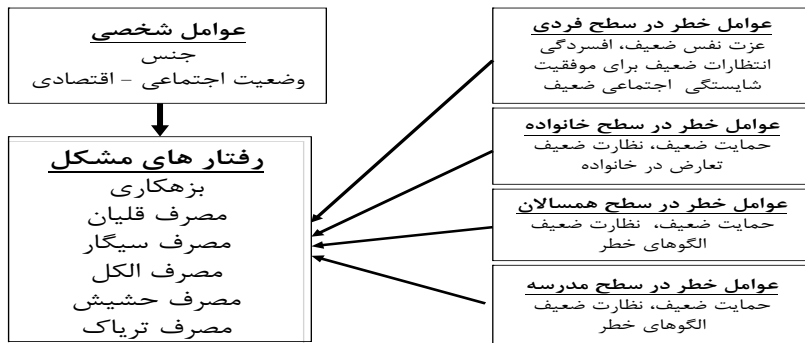 عوامل شخصی
جنس
وضعیت اجتماعی - اقتصادی
رفتار های مشکل
بزهکاری
مصرف قلیان
مصرف سیگار
مصرف الکل
مصرف حشیش
مصرف تریاک
عوامل خطر در سطح فردی
عزت نفس ضعیف، افسردگی
انتظارات ضعیف برای موفقیت
شایستگی اجتماعی ضعیف
عوامل خطر در سطح خانواده
حمایت ضعیف، نظارت ضعیف
تعارض در خانواده
عوامل خطر در سطح همسالان
حمایت ضعیف، نظارت ضعیف
الگوهای خطر
عوامل خطر در سطح مدرسه
حمایت ضعیف، نظارت ضعیف
الگوهای خطر